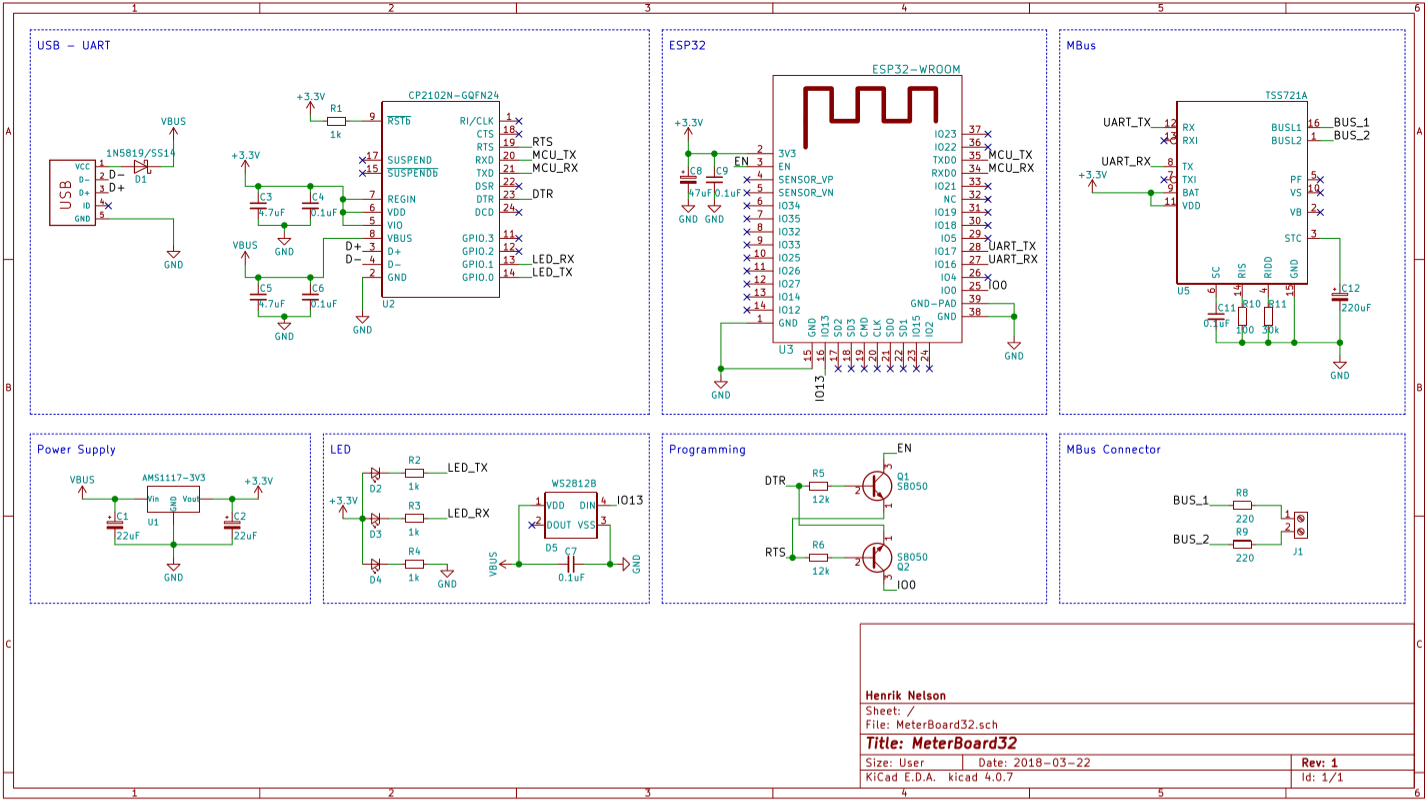 1 2 3 4 5 6
A
B
C
USB – UART
VBUS
1N5819/SS14
D1
USB
VCC 1
D- 2 D-
D+ 3 D+
ID 4
GND 5
GND
+3.3V
R1
1k
CP2102N-GQFN24
9 RSTb
17 SUSPEND
15 SUSPENDb
7 REGIN
6 VDD
5 VIO
8 VBUS
D+ 3 D+
D- 4 D-
2 GND
RI/CLK 1
CTS 18
RTS 19 RTS
RXD 20 MCU_TX
TXD 21 MCU_RX
DSR 22
DTR 23 DTR
DCD 24
GPIO.3 11
GPIO.2 12
GPIO.1 13 LED_RX
GPIO.0 14 LED_TX
U2
GND
+3.3V
C3
4.7uF
C4
0.1uF
GND
VBUS
C5
4.7uF
C6
0.1uF
GND
ESP32
ESP32-WROOM
+3.3V
C8
47uF
C9
0.1uF
GND GND
2 3V3
EN 3 EN
4 SENSOR_VP
5 SENSOR_VN
6 IO34
7 IO35
8 IO32
9 IO33
10 IO25
11 IO26
12 IO27
13 IO14
14 IO12
1 GND
IO23 37
IO22 36
TXD0 35 MCU_TX
RXD0 34 MCU_RX
IO21 33
NC 32
IO19 31
IO18 30
IO5 29
IO17 28 UART_TX
IO16 27 UART_RX
IO4 26
IO0 25 IO0
GND-PAD 39
GND 38
GND IO13 SD2 SD3 CMD CLK SD0 SD1 IO15 IO2
15 16 17 18 19 20 21 22 23 24
U3
IO13
GND
GND
MBus
TSS721A
UART_TX 12 RX
13 RXI
UART_RX 8 TX
7 TXI
+3.3V
9 BAT
11 VDD
BUSL1 16 BUS_1
BUSL2 1 BUS_2
PF 5
VS 10
VB 2
STC 3
SC RIS RIDD GND
6 14 4 15
U5
C11
0.1uF
R10
100
R11
30k
C12
220uF
GND
Power Supply
VBUS
AMS1117-3V3
+3.3V
Vin GND Vout
U1
C1
22uF
C2
22uF
GND
LED
+3.3V
D2
R2
1k
LED_TX
D3
R3
1k
LED_RX
D4
R4
1k
GND
WS2812B
1 VDD DIN 4 IO13
2 DOUT VSS 3
D5
C7
0.1uF
VBUS
GND
Programming
EN
DTR
R5
12k
2
3
1
Q1
S8050
RTS
R6
12k
2
1
3
S8050
Q2
IO0
MBus Connector
BUS_1
R8
220
BUS_2
R9
220
1
2
J1
Henrik Nelson
Sheet: /
File: MeterBoard32.sch
Title: MeterBoard32
Size: User Date: 2018-03-22 Rev: 1
KiCad E.D.A. kicad 4.0.7 Id: 1/1
A
B
C
1 2 3 4 5 6